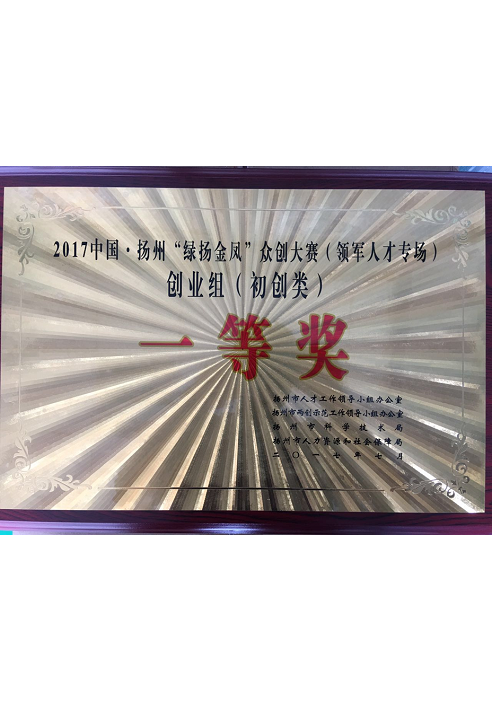 2017中国·扬州“绿扬金凤”众创大赛（领军人才专场）
创业组（初创类）
一等奖
扬州市人才工作领导小组办公室
扬州市两创示范工作领导小组办公室
扬州市科学技术局
扬州市人力资源和社会保障局
二〇一七年七月